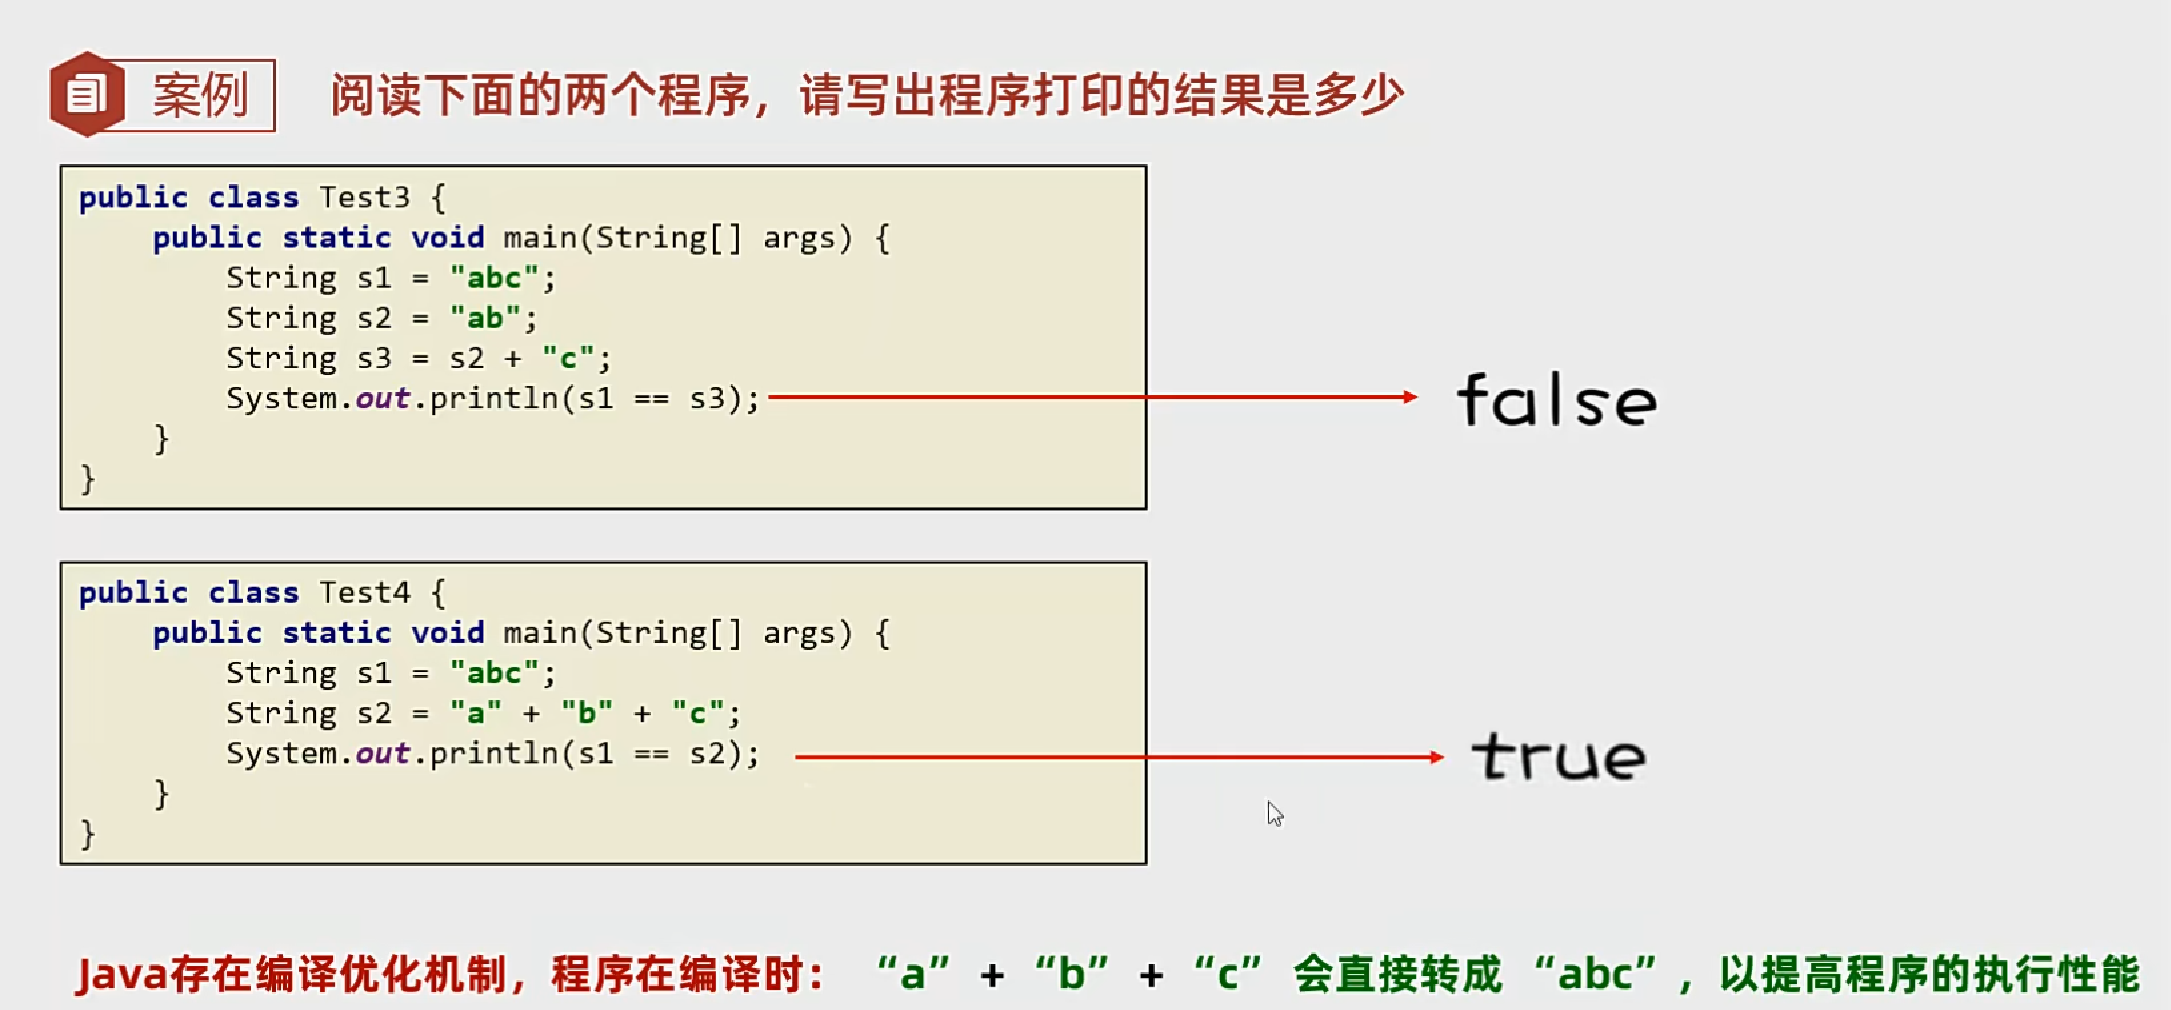 案例
阅读下面的两个程序，请写出程序打印的结果是多少
public class Test3 {
    public static void main(String[] args) {
        String s1 = "abc";
        String s2 = "ab";
        String s3 = s2 + "c";
        System.out.println(s1 == s3);
false
    }
}
public class Test4 {
    public static void main(String[] args) {
        String s1 = "abc";
        String s2 = "a" + "b" + "c";
        System.out.println(s1 == s2);
true
    }
}
Java存在编译优化机制，程序在编译时： “a” + “b” + “c” 会直接转成 “abc” ，以提高程序的执行性能